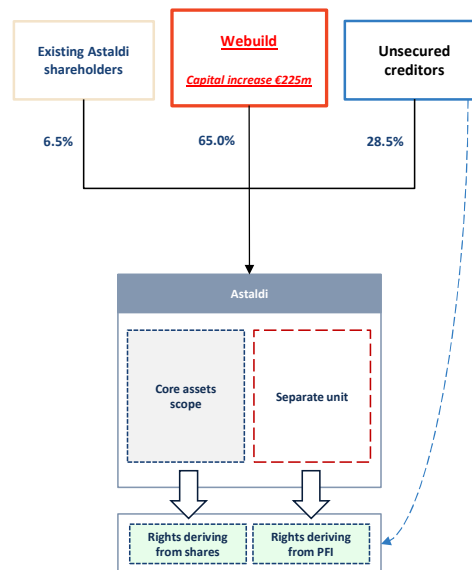 Existing Astaldi
shareholders
Webuild
Capital increase €225m
Unsecured
creditors
6.5%
65.0%
28.5%
Astaldi
Core assets
scope
Separate unit
Rights deriving
from shares
Rights deriving
from PFI